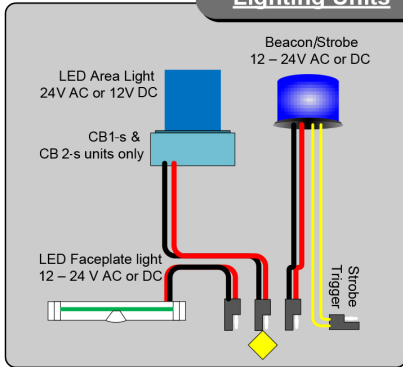 Lighting Units
Beacon/Strobe
12 – 24V AC or DC
LED Area Light
24V AC or 12V DC
CB1-s &
CB 2-s units only
LED Faceplate light
12 – 24 V AC or DC
Strobe
Trigger